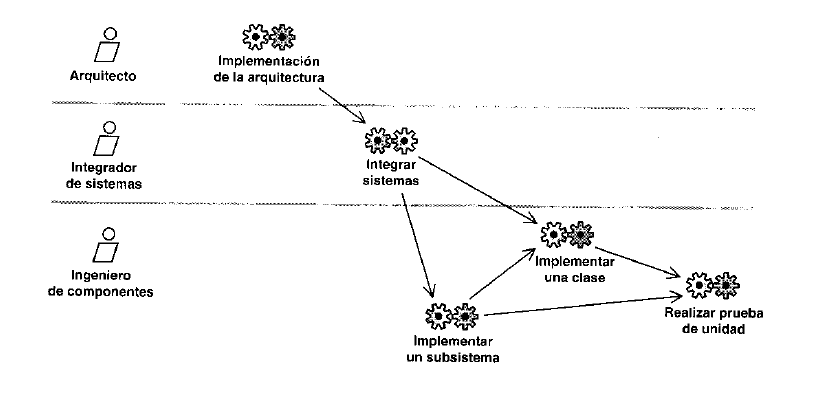 Arquitecto
Implementación
de la arquitectura
Integrador
de sistemas
Integrar
sistemas
Ingeniero
de componentes
Implementar
una clase
Implementar
un subsistema
Realizar prueba
de unidad